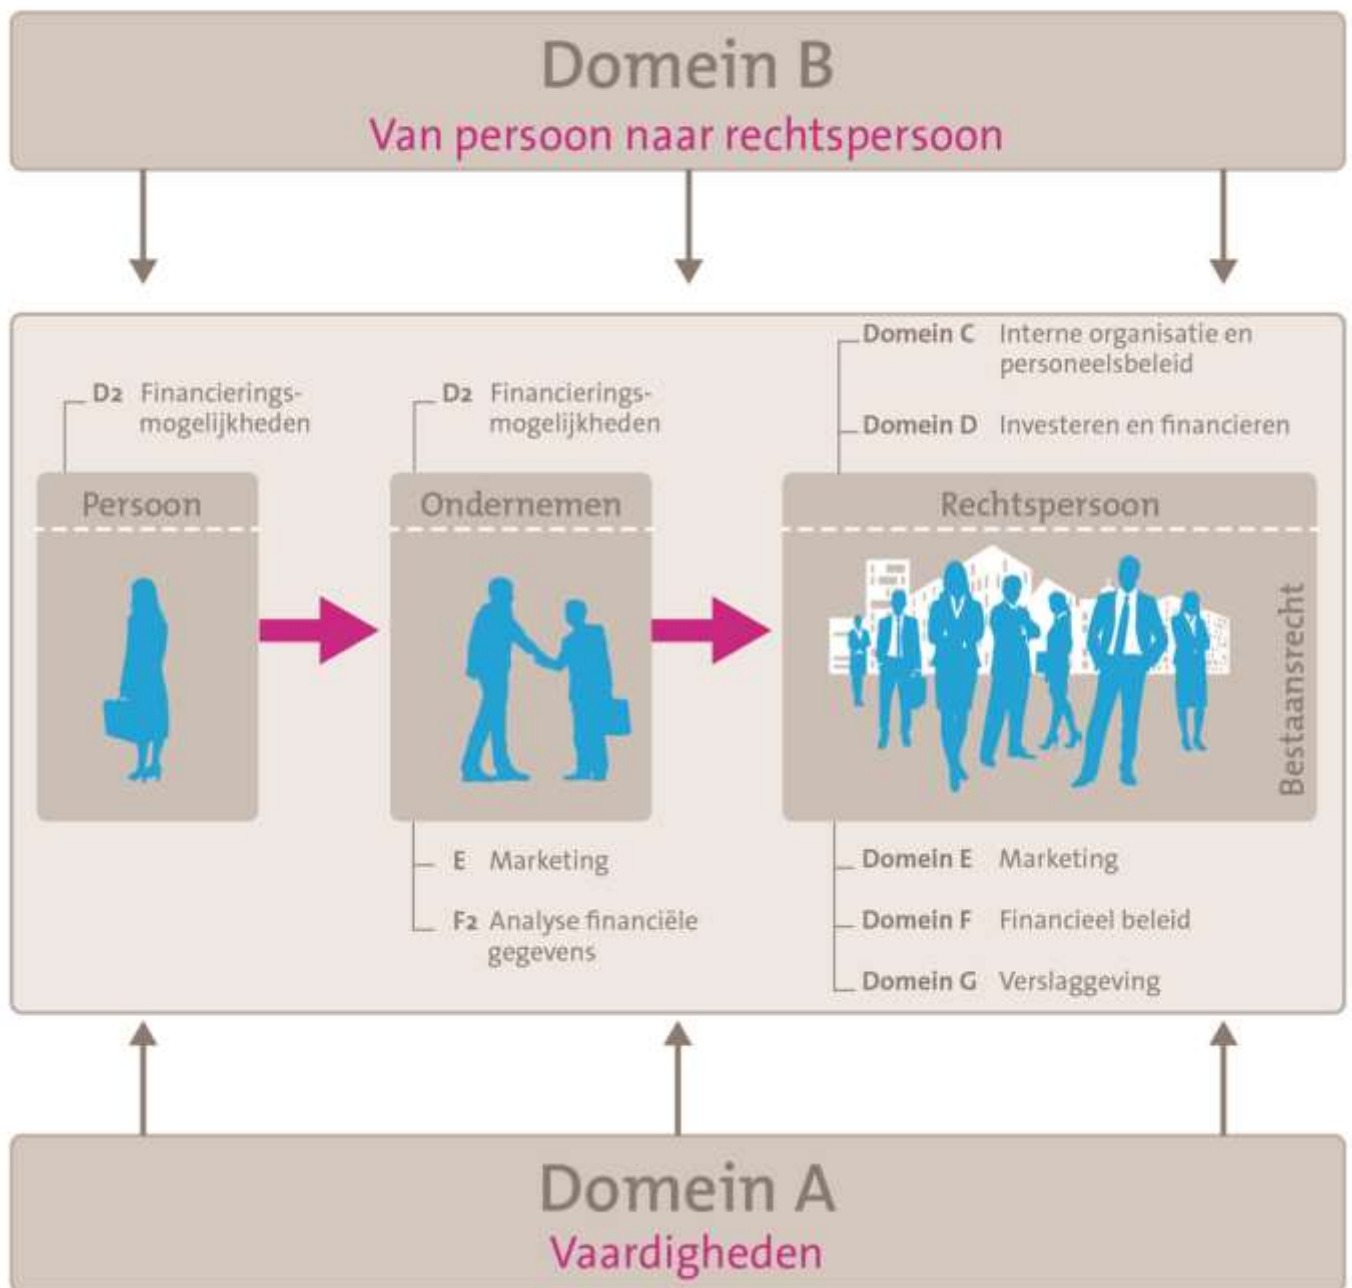 Domein B
Van persoon naar rechtspersoon
D2 Financierings-
mogelijkheden
Persoon
D2 Financierings-
mogelijkheden
Ondernemen
E Marketing
F2 Analyse financiële
gegevens
Domein C Interne organisatie en
personeelsbeleid
Domein D Investeren en financieren
Rechtspersoon
Bestaansrecht
Domein E Marketing
Domein F Financieel beleid
Domein G Verslaggeving
Domein A
Vaardigheden